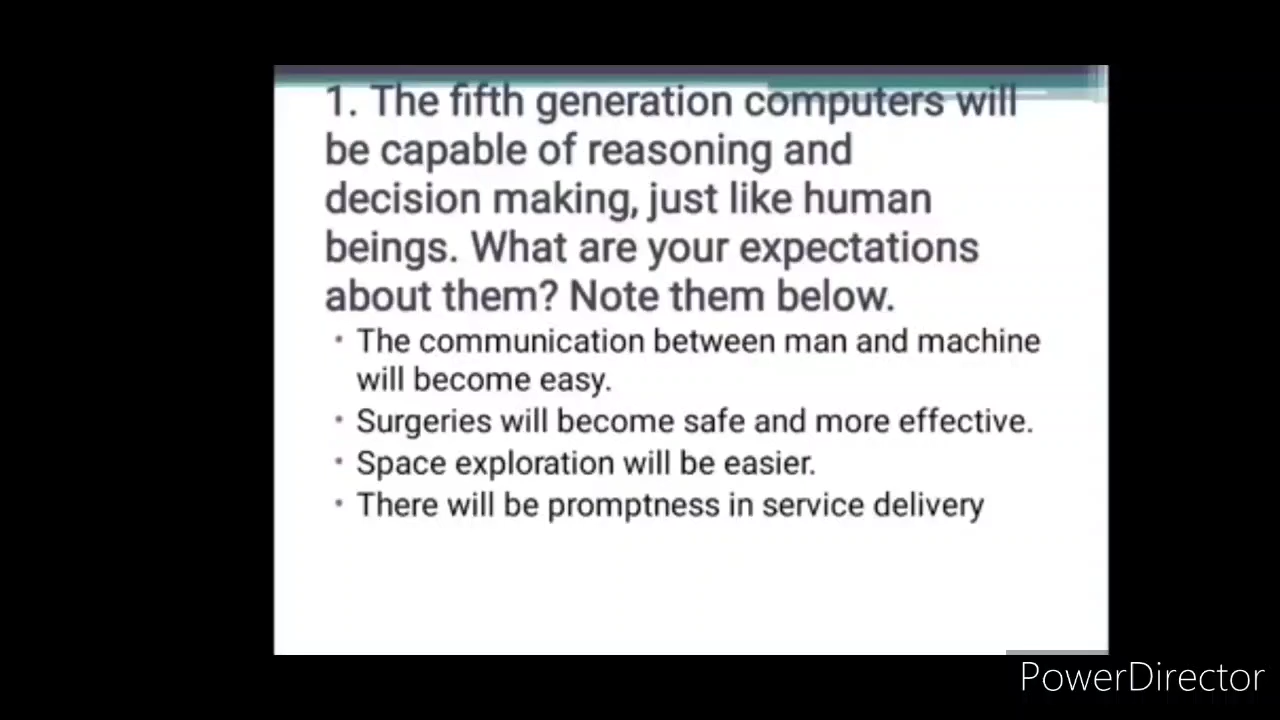 1. The fifth generation computers will
be capable of reasoning and
decision making, just like human
beings. What are your expectations
about them? Note them below.
• The communication between man and machine
will become easy.
• Surgeries will become safe and more effective.
• Space exploration will be easier.
• There will be promptness in service delivery
PowerDirector